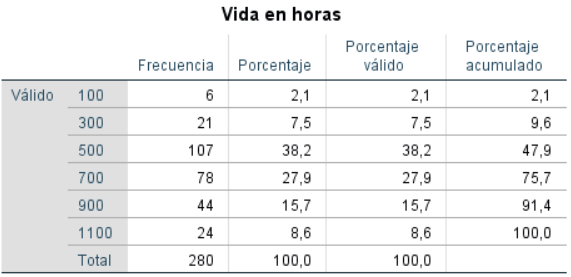 Vida en horas
Frecuencia Porcentaje Porcentaje válido Porcentaje acumulado
Válido 100 6 2,1 2,1 2,1
300 21 7,5 7,5 9,6
500 107 38,2 38,2 47,9
700 78 27,9 27,9 75,7
900 44 15,7 15,7 91,4
1100 24 8,6 8,6 100,0
Total 280 100,0 100,0